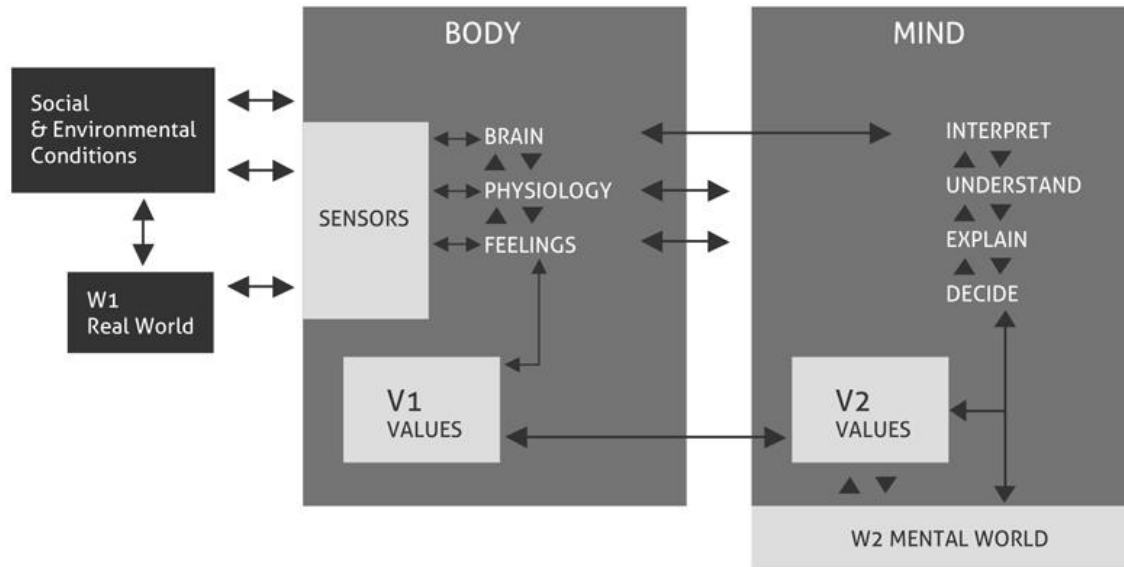 BODY
MIND
Social
& Environmental
Conditions
W1
Real World
SENSORS
BRAIN
PHYSIOLOGY
FEELINGS
V1
VALUES
INTERPRET
UNDERSTAND
EXPLAIN
DECIDE
V2
VALUES
W2 MENTAL WORLD